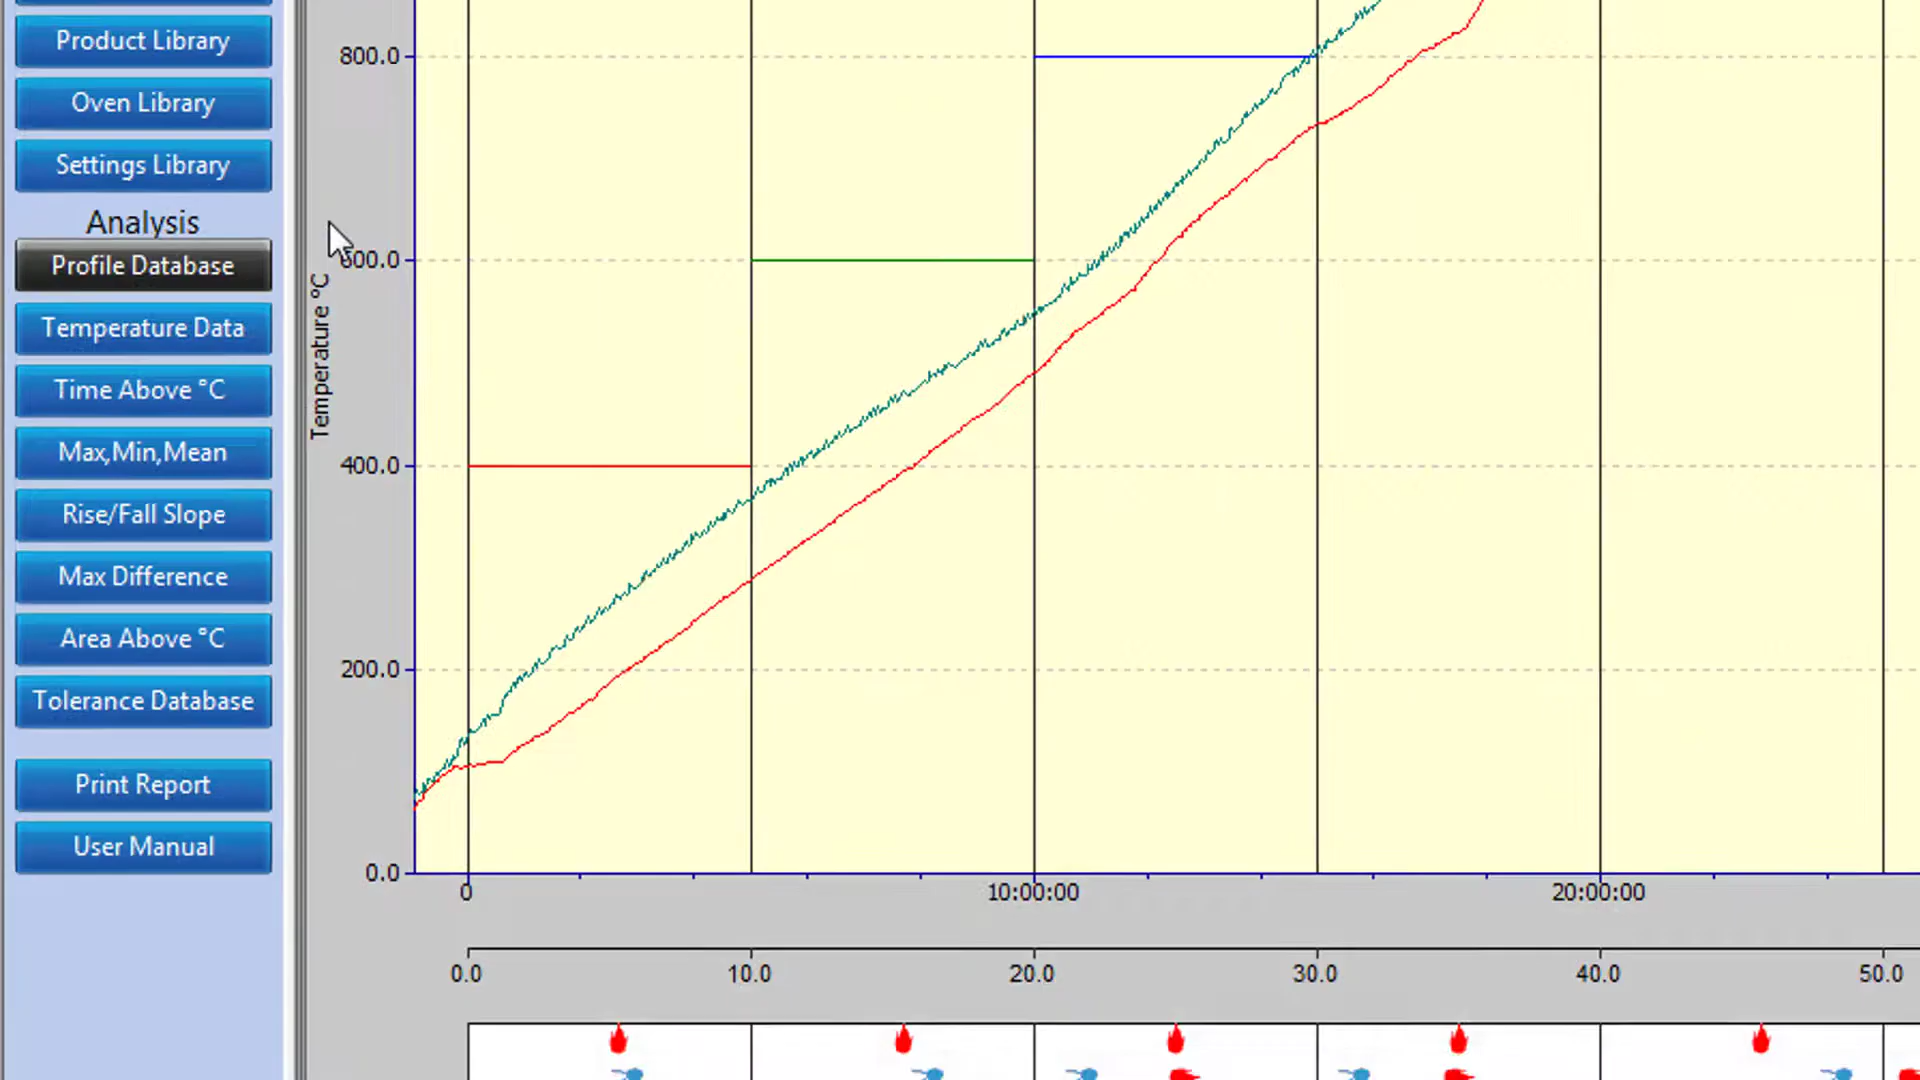 Product Library
Oven Library
Settings Library
Analysis
Profile Database
Temperature Data
Time Above °C
Max,Min,Mean
Rise/Fall Slope
Max Difference
Area Above °C
Tolerance Database
Print Report
User Manual
Temperature °C
800.0
600.0
400.0
200.0
0.0
0 10:00:00 20:00:00
0.0 10.0 20.0 30.0 40.0 50.0